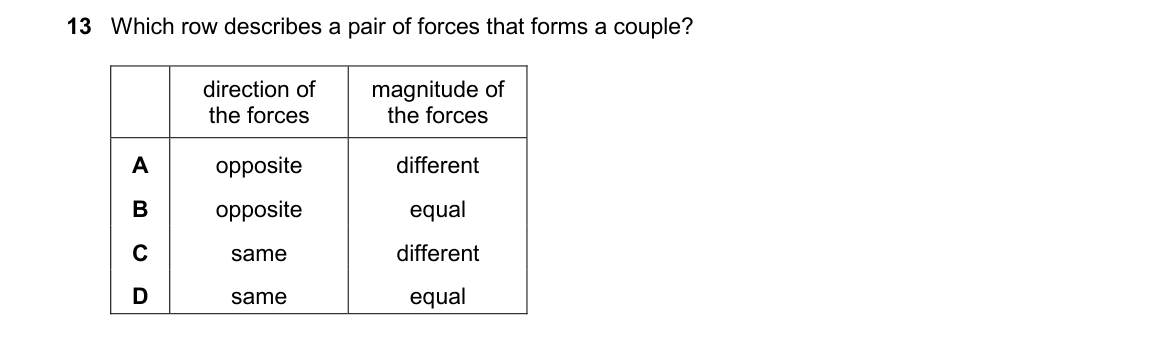 13 Which row describes a pair of forces that forms a couple?
direction of the forces magnitude of the forces
A opposite different
B opposite equal
C same different
D same equal